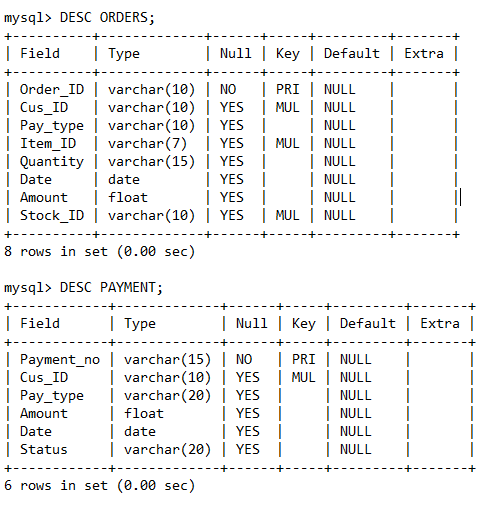 mysql> DESC ORDERS;
+----------+-------------+------+-----+---------+-------+
| Field    | Type        | Null | Key | Default | Extra |
+----------+-------------+------+-----+---------+-------+
| Order_ID | varchar(10) | NO   | PRI | NULL    |       |
| Cus_ID   | varchar(10) | YES  | MUL | NULL    |       |
| Pay_type | varchar(10) | YES  |     | NULL    |       |
| Item_ID  | varchar(7)  | YES  | MUL | NULL    |       |
| Quantity | varchar(15) | YES  |     | NULL    |       |
| Date     | date        | YES  |     | NULL    |       |
| Amount   | float       | YES  |     | NULL    |       |
| Stock_ID | varchar(10) | YES  | MUL | NULL    |       |
+----------+-------------+------+-----+---------+-------+
8 rows in set (0.00 sec)
mysql> DESC PAYMENT;
+------------+-------------+------+-----+---------+-------+
| Field      | Type        | Null | Key | Default | Extra |
+------------+-------------+------+-----+---------+-------+
| Payment_no | varchar(15) | NO   | PRI | NULL    |       |
| Cus_ID     | varchar(10) | YES  | MUL | NULL    |       |
| Pay_type   | varchar(20) | YES  |     | NULL    |       |
| Amount     | float       | YES  |     | NULL    |       |
| Date       | date        | YES  |     | NULL    |       |
| Status     | varchar(20) | YES  |     | NULL    |       |
+------------+-------------+------+-----+---------+-------+
6 rows in set (0.00 sec)